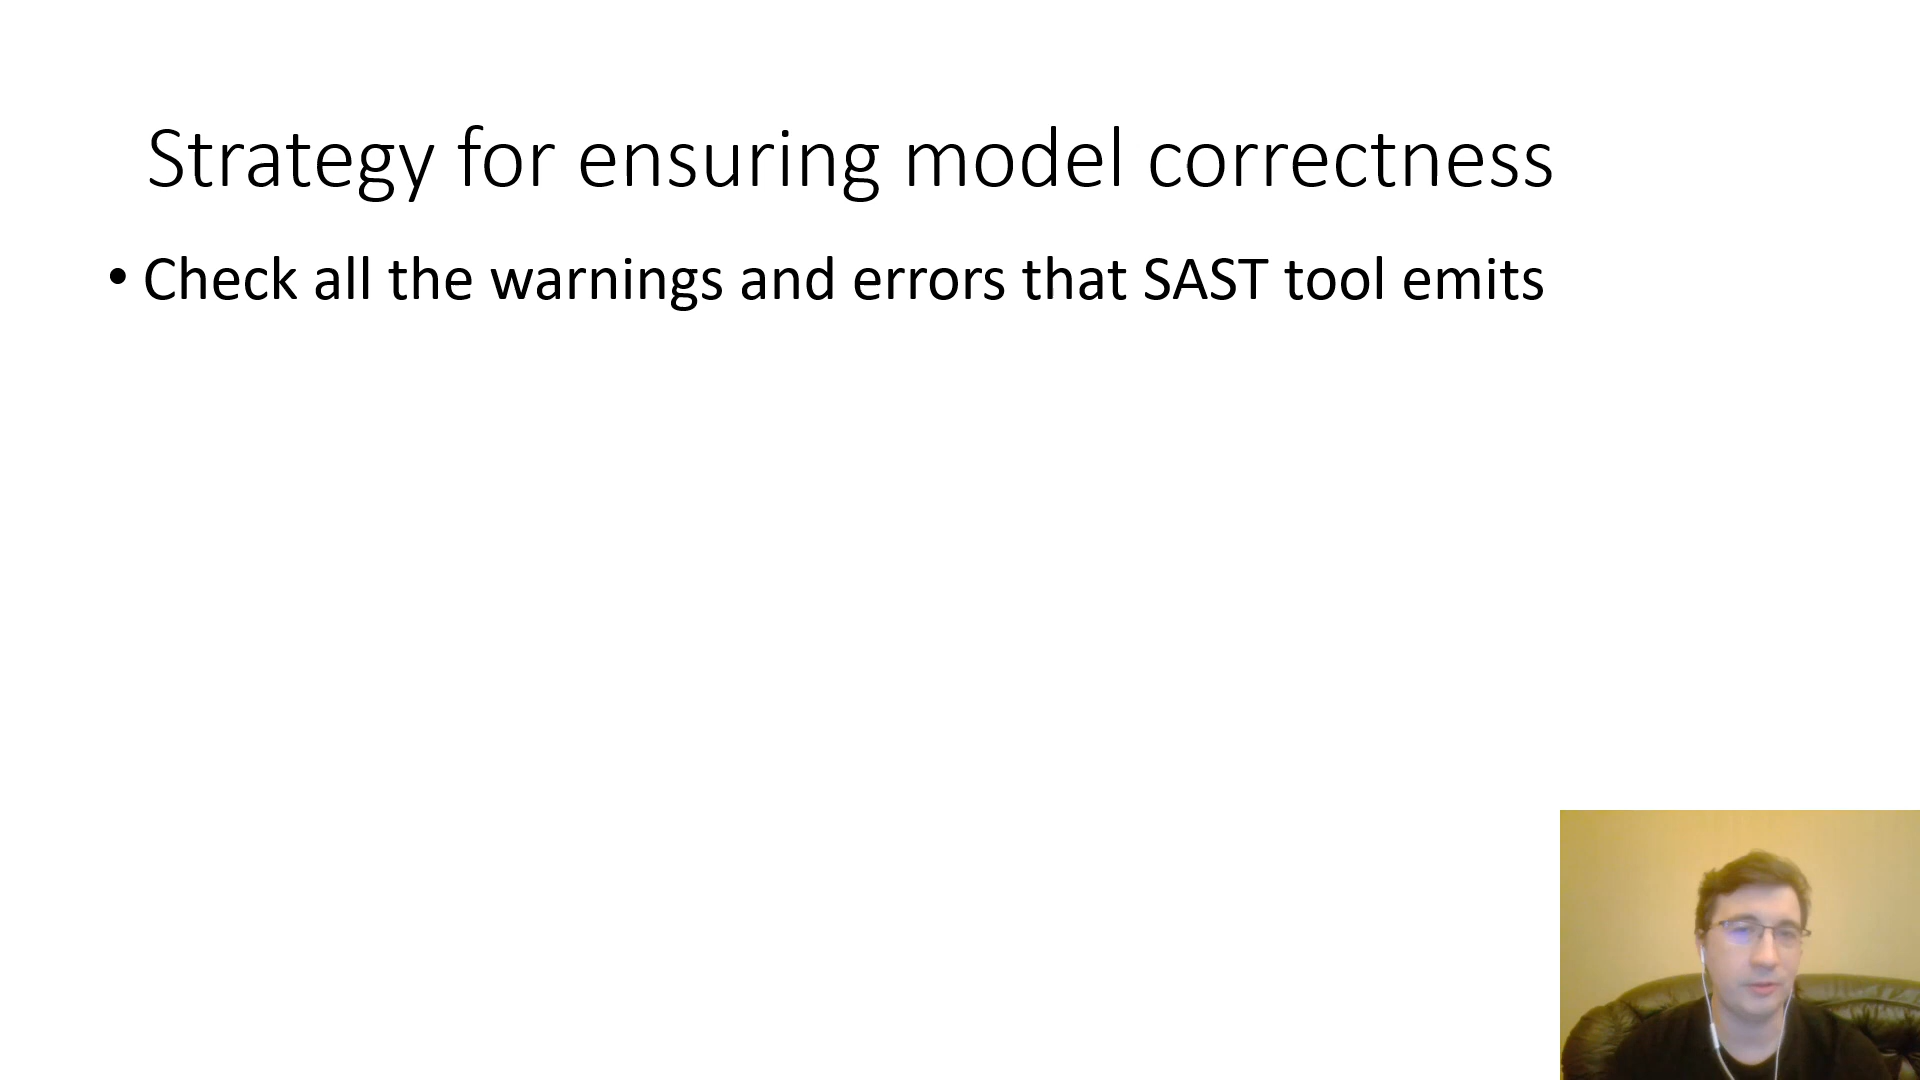 Strategy for ensuring model correctness
• Check all the warnings and errors that SAST tool emits